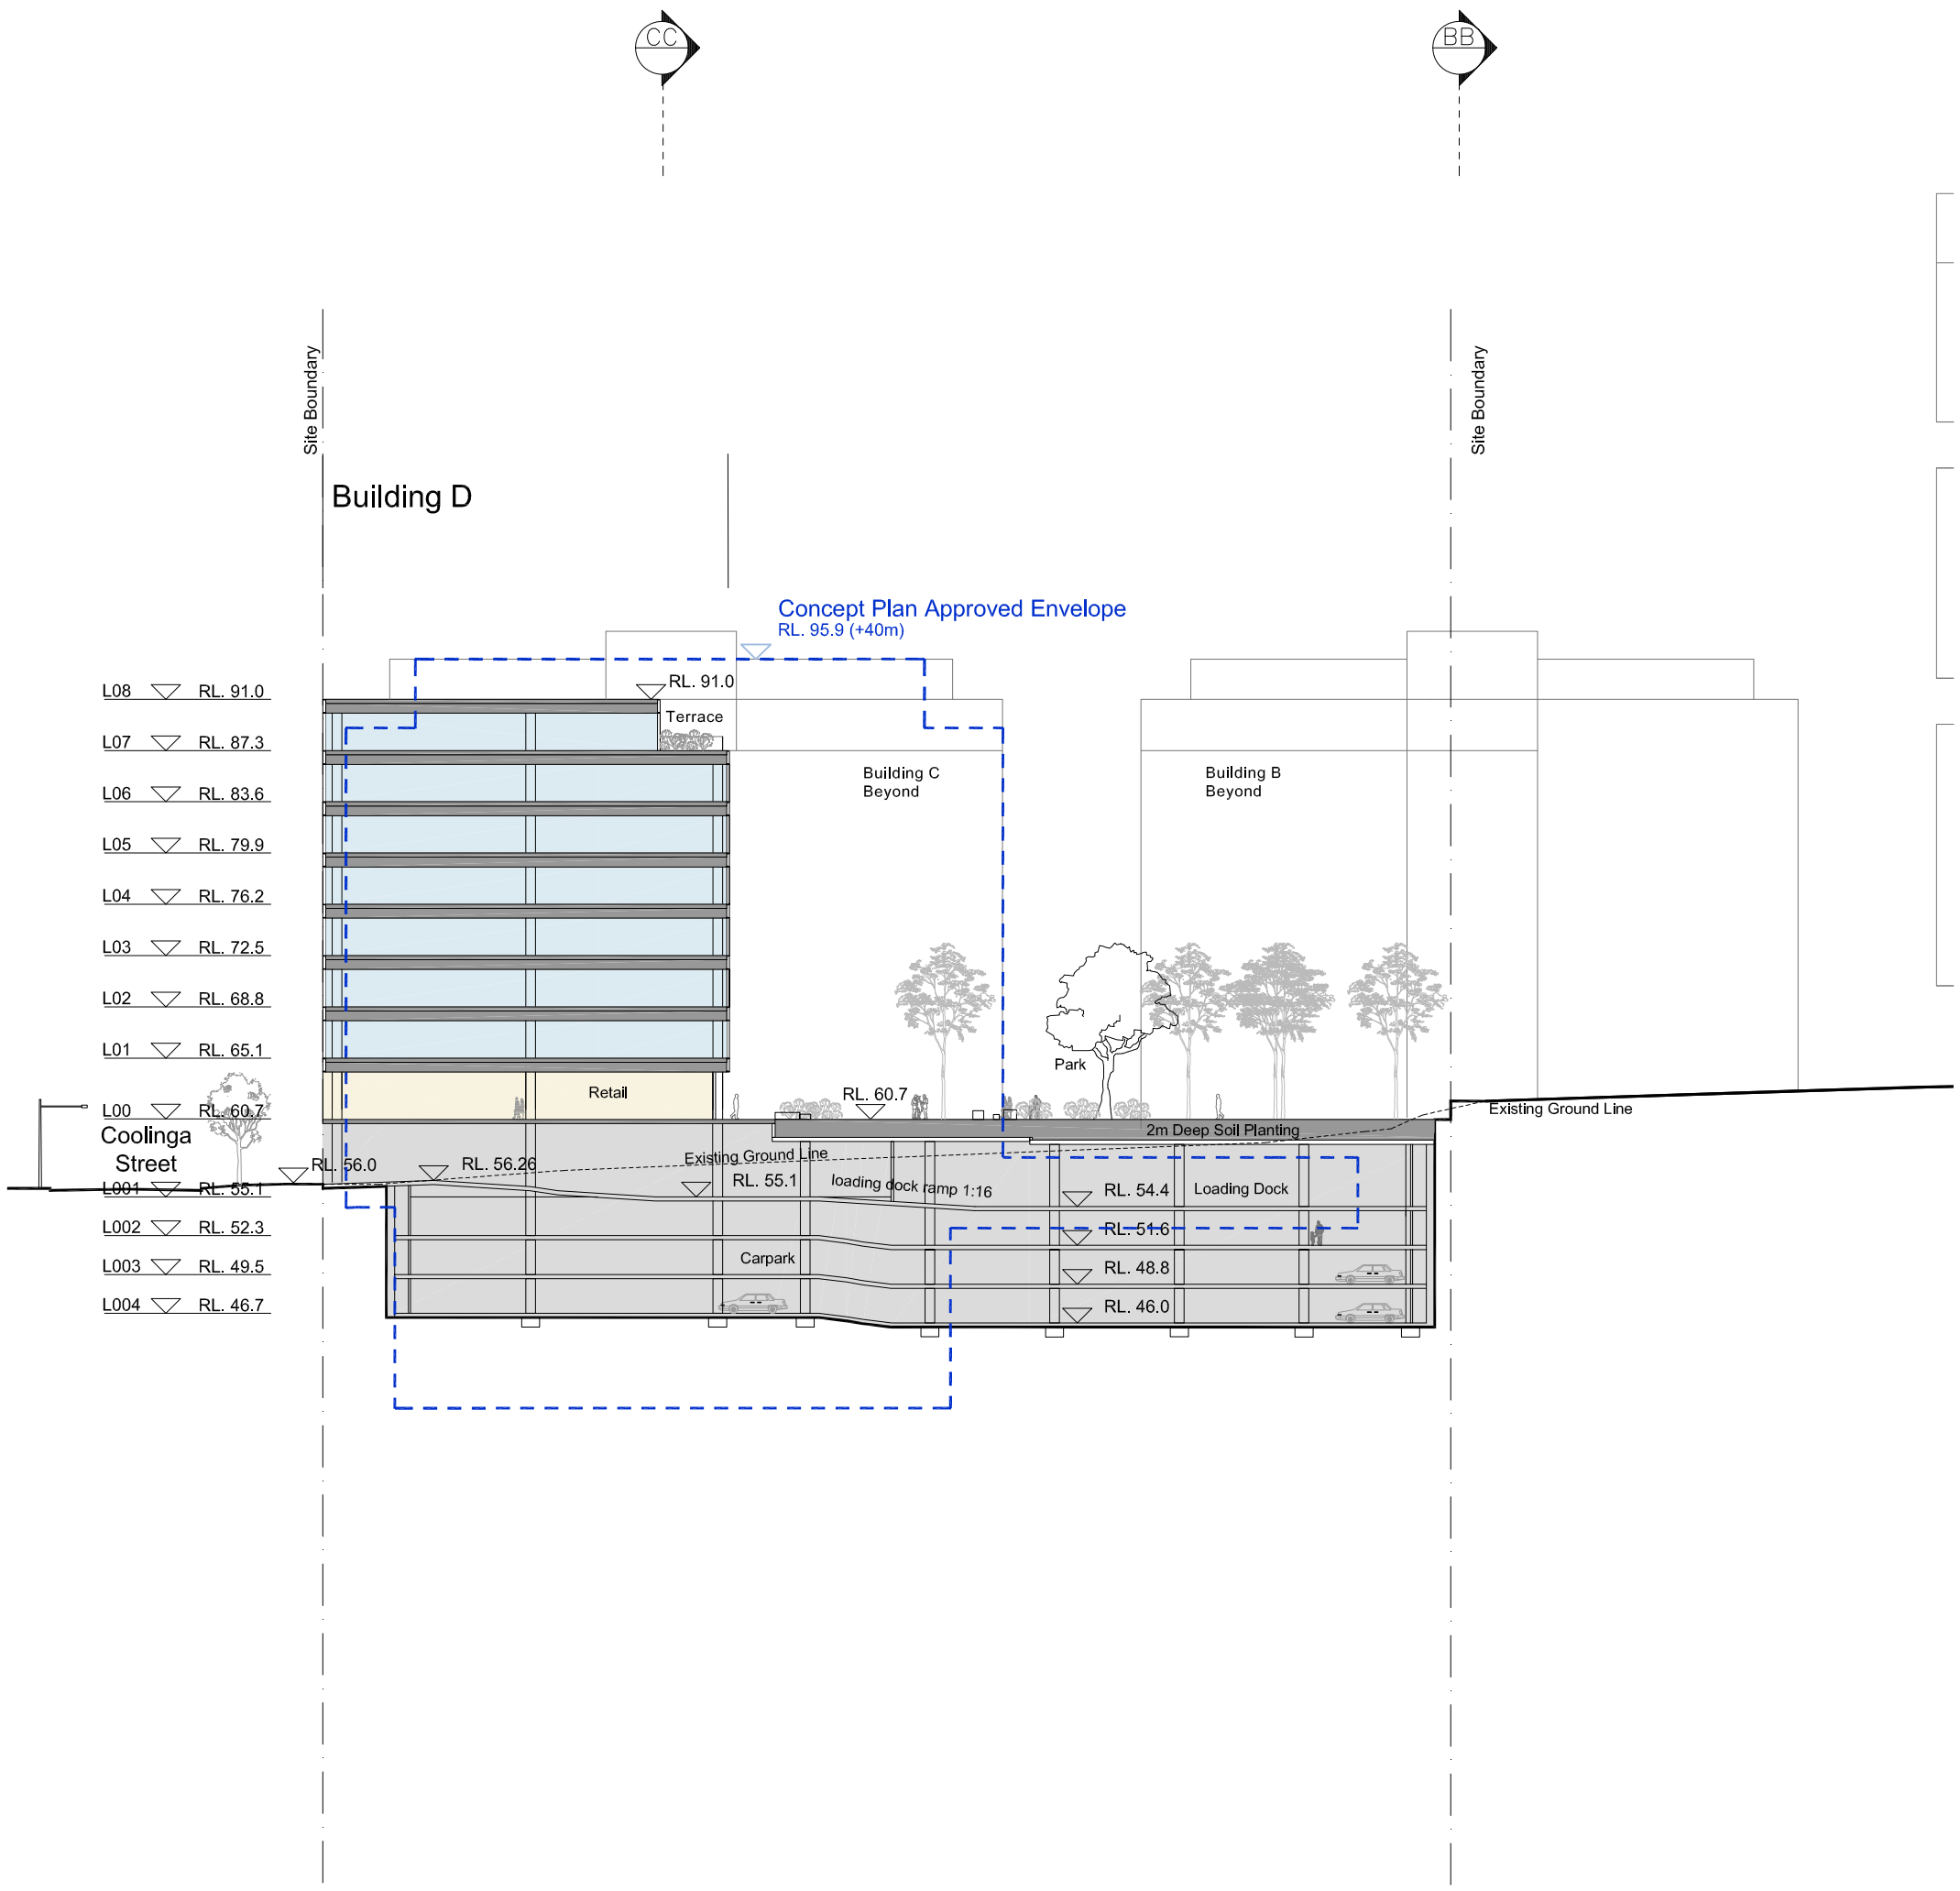 CC
BB
Site Boundary
Site Boundary
Building D
Concept Plan Approved Envelope
RL. 95.9 (+40m)
L08 RL. 91.0
RL. 91.0
Terrace
L07 RL. 87.3
Building C
Beyond
Building B
Beyond
L06 RL. 83.6
L05 RL. 79.9
L04 RL. 76.2
L03 RL. 72.5
L02 RL. 68.8
L01 RL. 65.1
Park
Retail
RL. 60.7
L00 RL. 60.7
Existing Ground Line
Coolinga
Street
2m Deep Soil Planting
Existing Ground Line
RL. 56.0
RL. 56.26
L001 RL. 55.1
RL. 55.1
loading dock ramp 1:16
RL. 54.4
Loading Dock
L002 RL. 52.3
RL. 51.6
Carpark
L003 RL. 49.5
RL. 48.8
L004 RL. 46.7
RL. 46.0